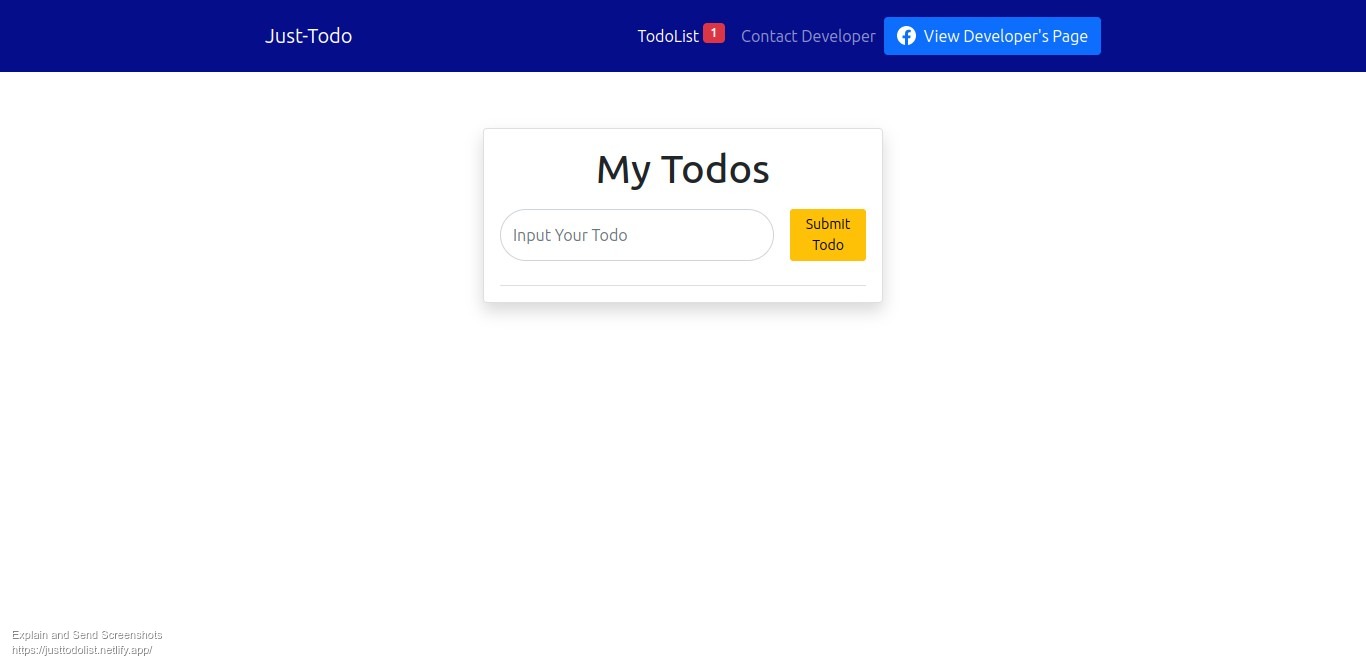 Just-Todo
TodoList 1 Contact Developer View Developer's Page
My Todos
Input Your Todo
Submit
Todo
Explain and Send Screenshots
https://justtodolist.netlify.app/